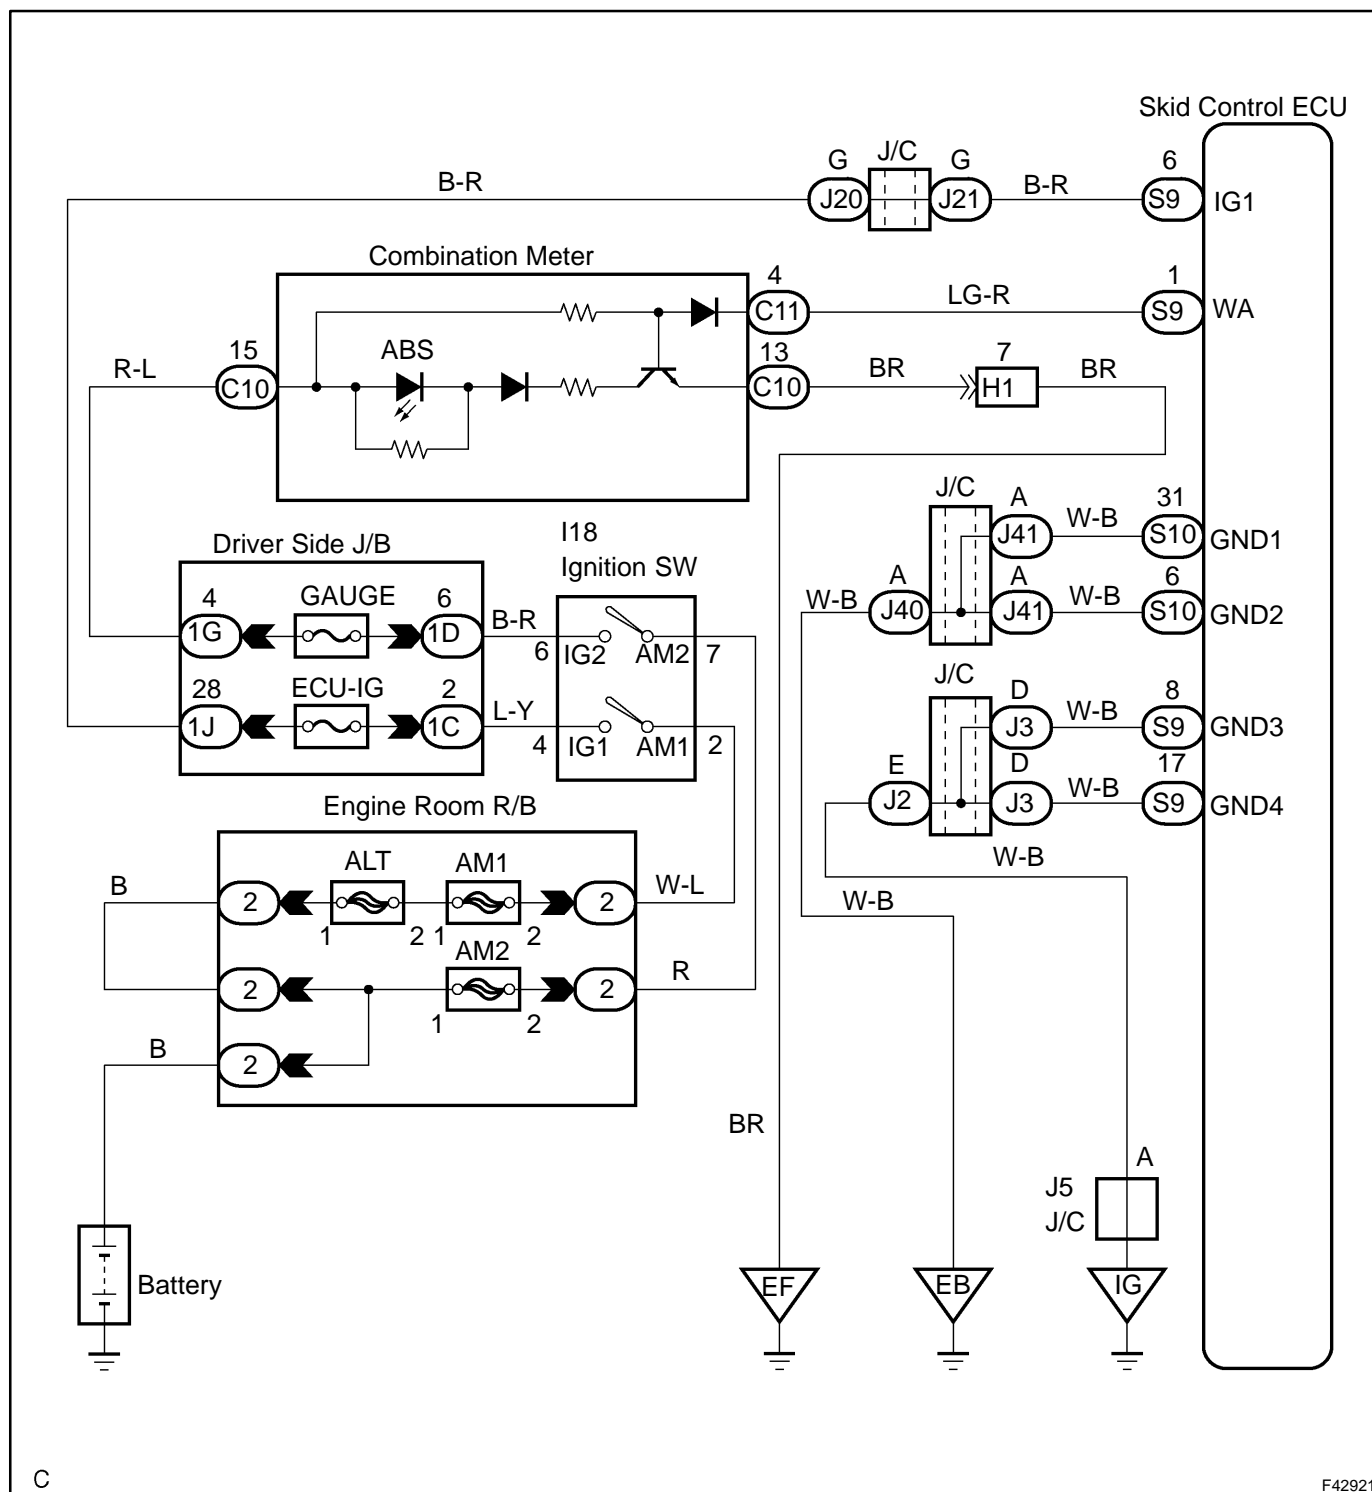 Skid Control ECU
G J/C G 6
B-R J20 J21 B-R S9 IG1
Combination Meter
4 LG-R 1
C11 S9 WA
15 ABS 13 7
R-L C10 C10 BR H1 BR
J/C A W-B 31
J41 S10 GND1
A A W-B 6
W-B J40 J41 S10 GND2
I18
Driver Side J/B Ignition SW
4 GAUGE 6
1G 1D B-R 6 IG2 AM2 7
28 ECU-IG 2
1J 1C L-Y 4 IG1 AM1 2
J/C D W-B 8
J3 S9 GND3
E D W-B 17
J2 J3 S9 GND4
W-B
W-B
Engine Room R/B
ALT AM1
B 2 2 W-L
1 2 1 2
AM2
2 2 R
1 2
B 2
BR
A
J5
J/C
Battery EF EB IG
C F42921